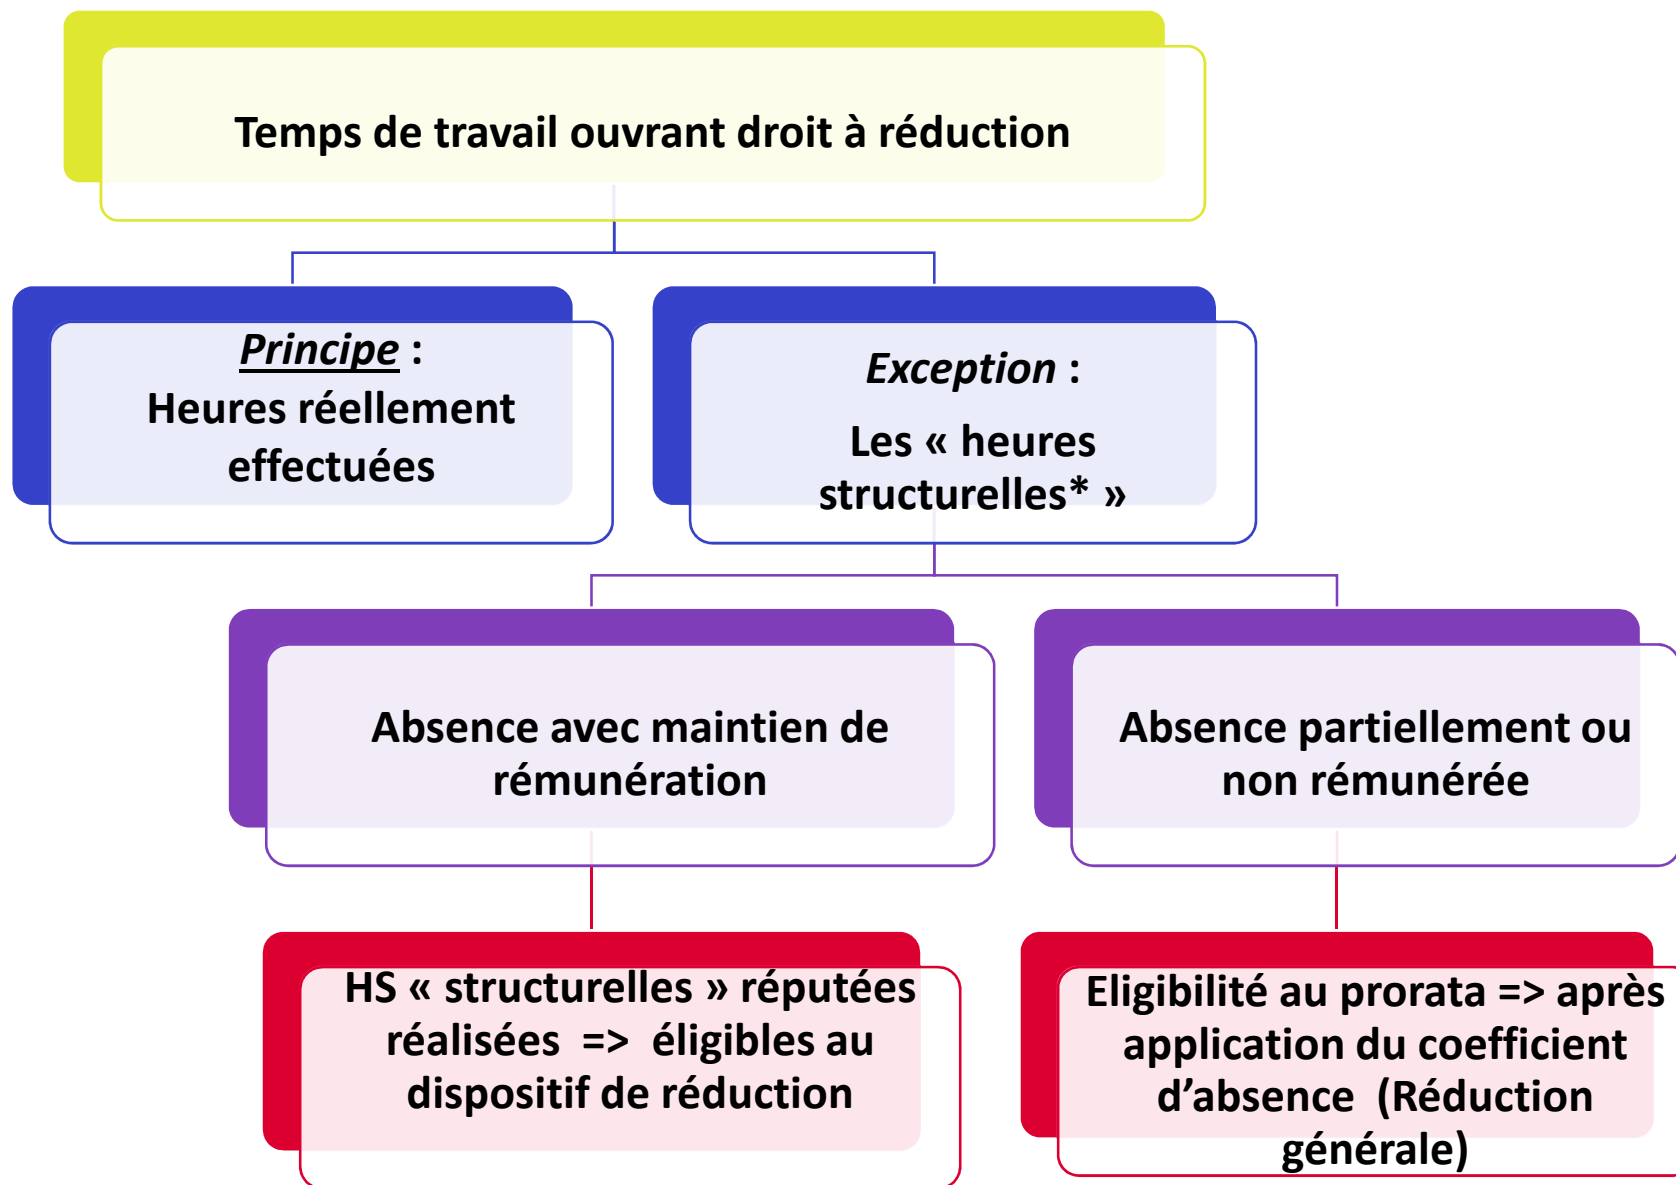 Temps de travail ouvrant droit à réduction
Principe :
Heures réellement
effectuées
Exception :
Les « heures
structurelles* »
Absence avec maintien de
rémunération
Absence partiellement ou
non rémunérée
HS « structurelles » réputées
réalisées => éligibles au
dispositif de réduction
Eligibilité au prorata => après
application du coefficient
d’absence (Réduction
générale)